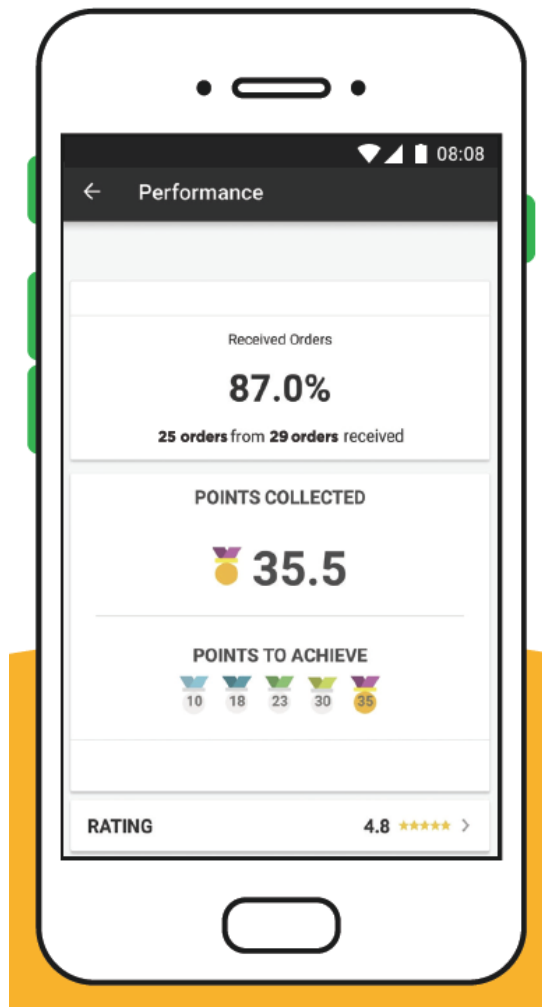 08:08
Performance
Received Orders
87.0%
25 orders from 29 orders received
POINTS COLLECTED
35.5
POINTS TO ACHIEVE
10 18 23 30 35
RATING 4.8